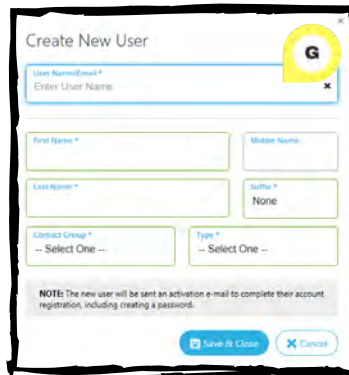 Create New User
G
User Name/Email *
Enter User Name
First Name *
Middle Name
Last Name *
Suffix *
None
Contact Group *
Type *
-- Select One --
-- Select One --
NOTE: The new user will be sent an activation e-mail to complete their account
registration, including creating a password.
Save & Close
Cancel